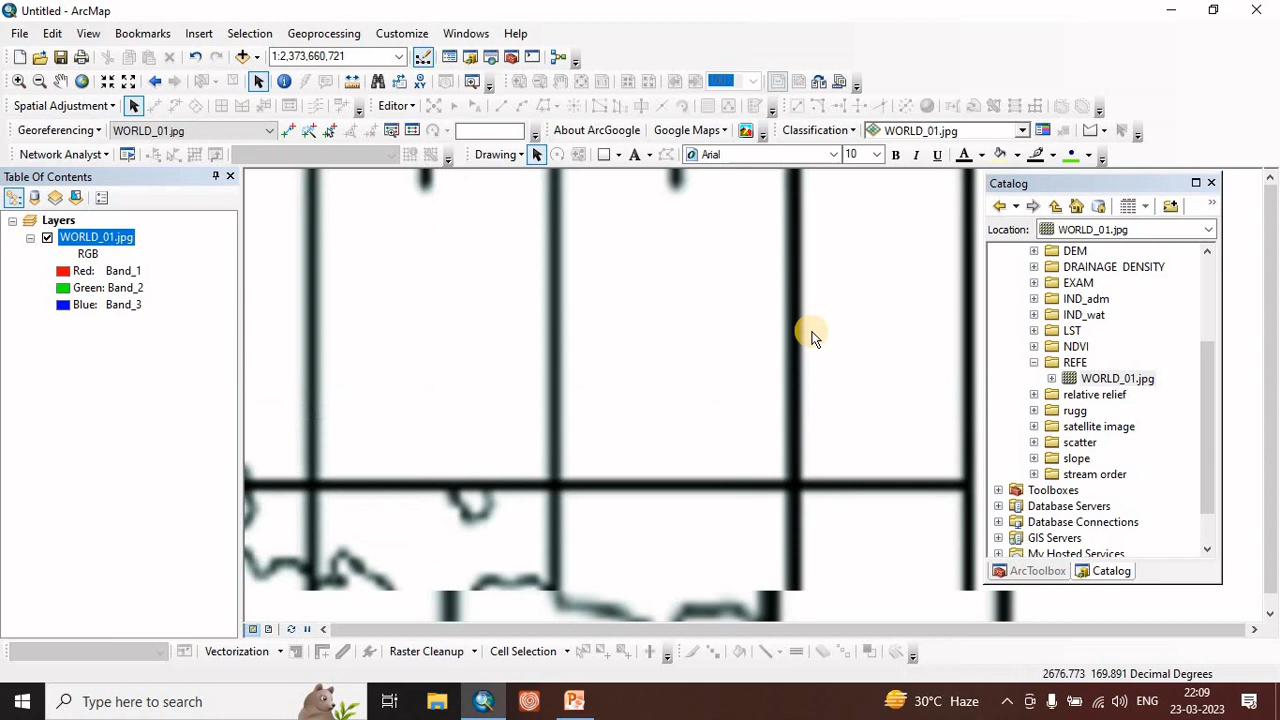 Untitled - ArcMap
File Edit View Bookmarks Insert Selection Geoprocessing Customize Windows Help
1:2,373,660,721
Spatial Adjustment Editor
Georeferencing WORLD_01.jpg About ArcGoogle Google Maps Classification WORLD_01.jpg
Network Analyst Drawing A Arial 10 B I U A
Table Of Contents
Layers
WORLD_01.jpg
RGB
Red: Band_1
Green: Band_2
Blue: Band_3
Catalog
Location: WORLD_01.jpg
DEM
DRAINAGE DENSITY
EXAM
IND_adm
IND_wat
LST
NDVI
REFE
WORLD_01.jpg
relative relief
rugg
satellite image
scatter
slope
stream order
Toolboxes
Database Servers
Database Connections
GIS Servers
My Hosted Services
ArcToolbox Catalog
Vectorization Raster Cleanup Cell Selection
2676.773 169.891 Decimal Degrees
Type here to search
30°C Haze
ENG
22:09
23-03-2023